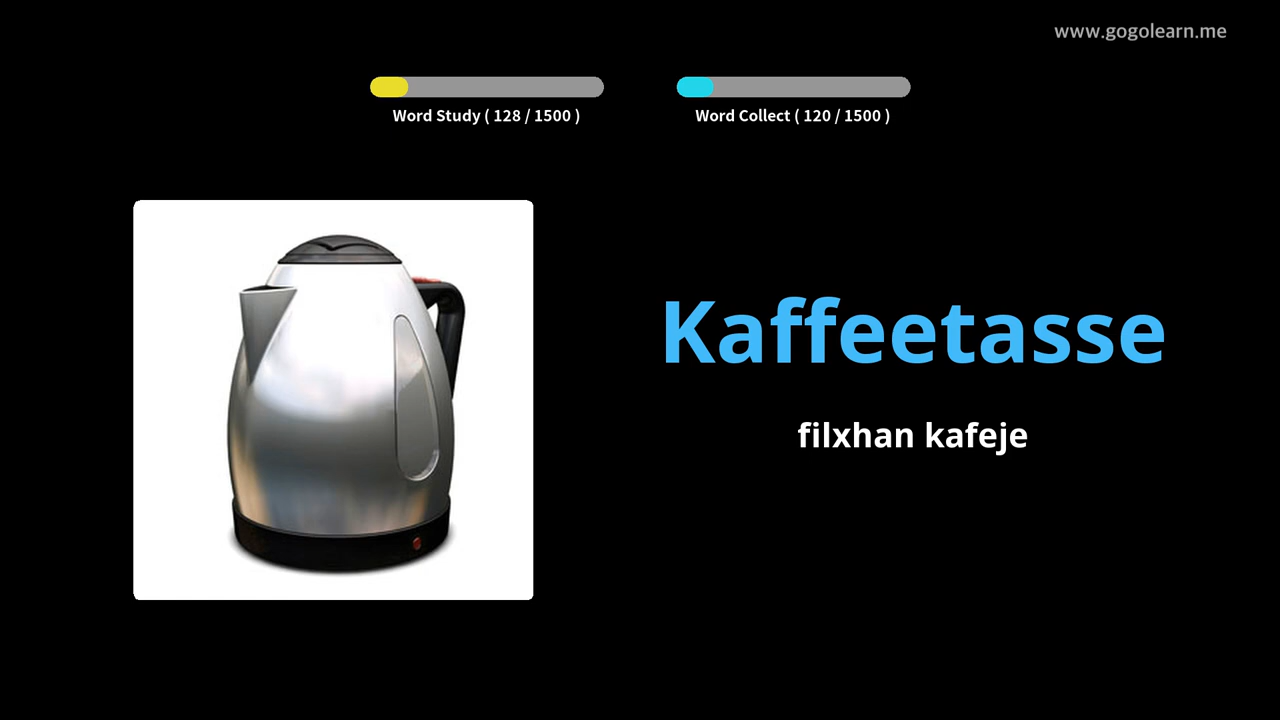 www.gogolearn.me
Word Study ( 128 / 1500 )
Word Collect ( 120 / 1500 )
Kaffeetasse
filxhan kafeje